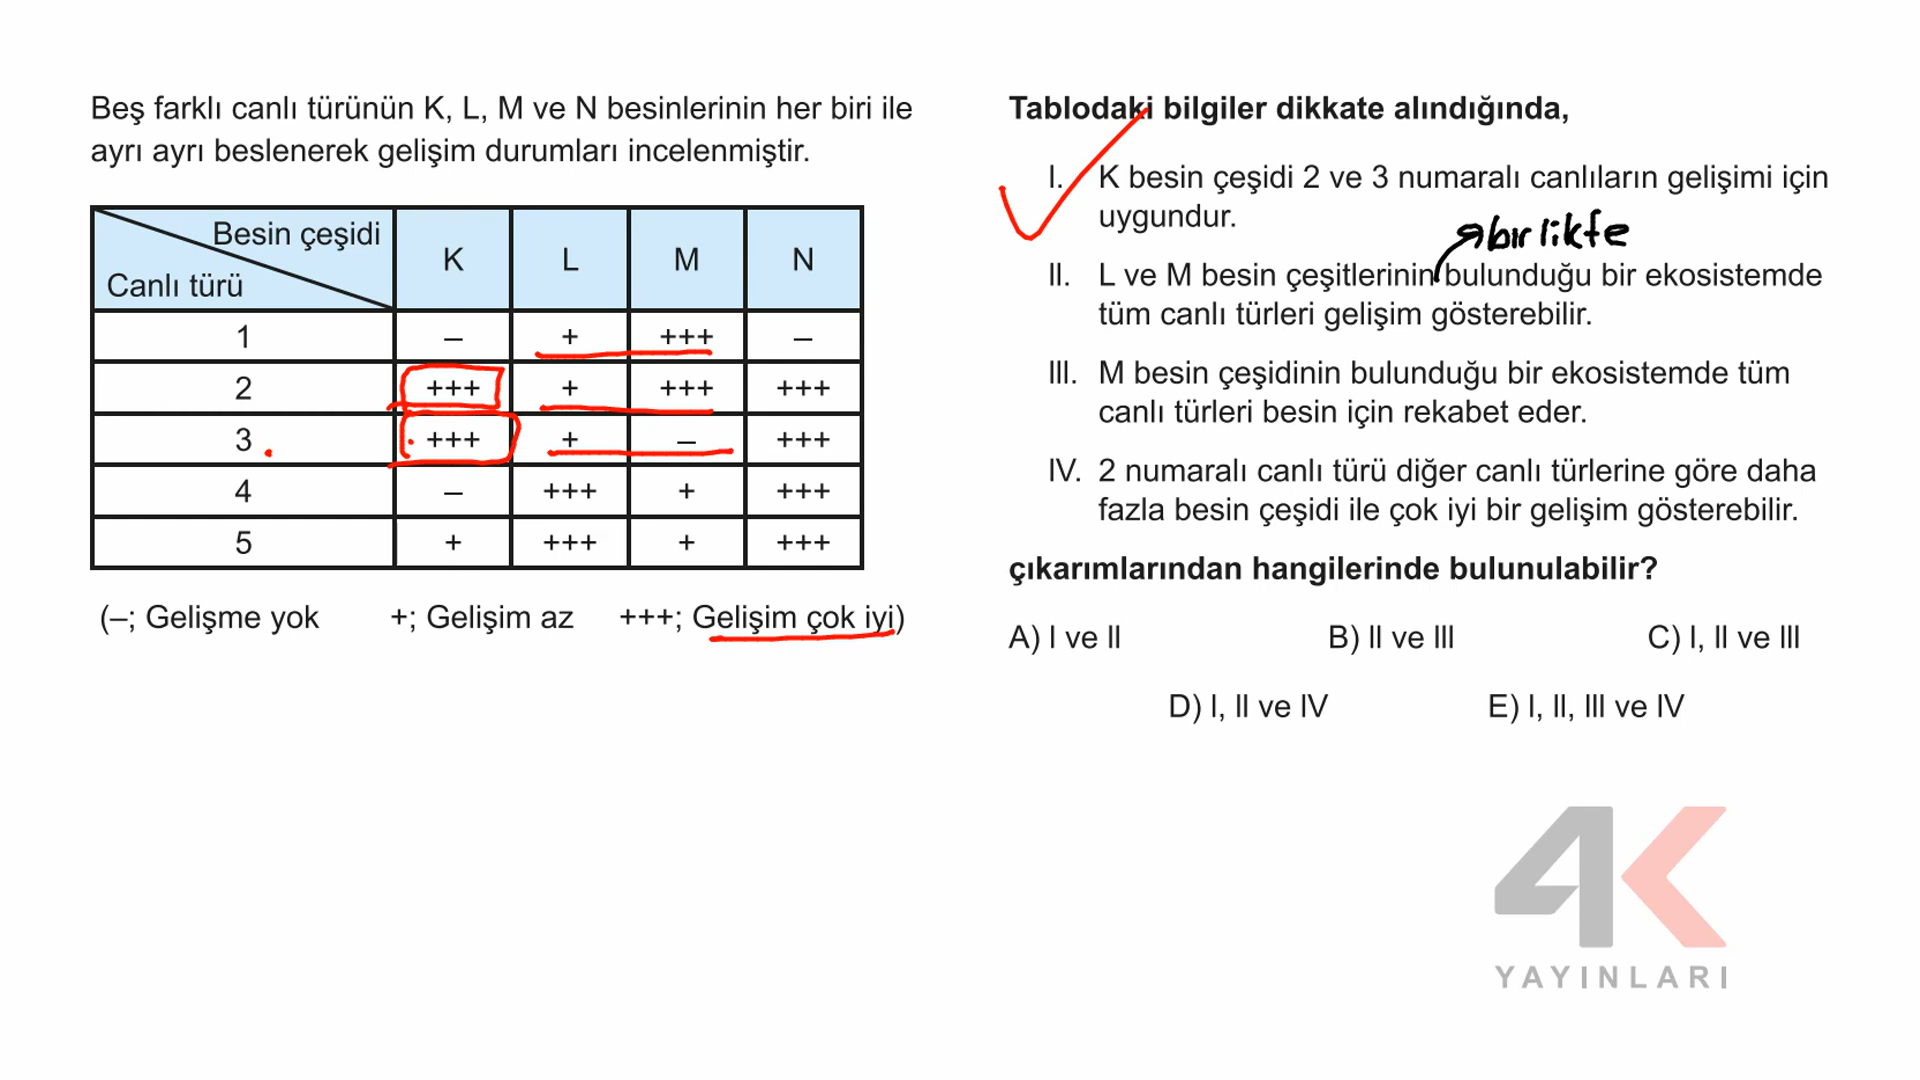 Beş farklı canlı türünün K, L, M ve N besinlerinin her biri ile
ayrı ayrı beslenerek gelişim durumları incelenmiştir.
Besin çeşidi
Canlı türü
K L M N
1 – + +++ –
2 +++ + +++ +++
3 +++ + – +++
4 – +++ + +++
5 + +++ + +++
(–; Gelişme yok +; Gelişim az +++; Gelişim çok iyi)
Tablodaki bilgiler dikkate alındığında,
I. K besin çeşidi 2 ve 3 numaralı canlıların gelişimi için
uygundur.
birlikte
II. L ve M besin çeşitlerinin bulunduğu bir ekosistemde
tüm canlı türleri gelişim gösterebilir.
III. M besin çeşidinin bulunduğu bir ekosistemde tüm
canlı türleri besin için rekabet eder.
IV. 2 numaralı canlı türü diğer canlı türlerine göre daha
fazla besin çeşidi ile çok iyi bir gelişim gösterebilir.
çıkarımlarından hangilerinde bulunulabilir?
A) I ve II B) II ve III C) I, II ve III
D) I, II ve IV E) I, II, III ve IV
4K
YAYINLARI